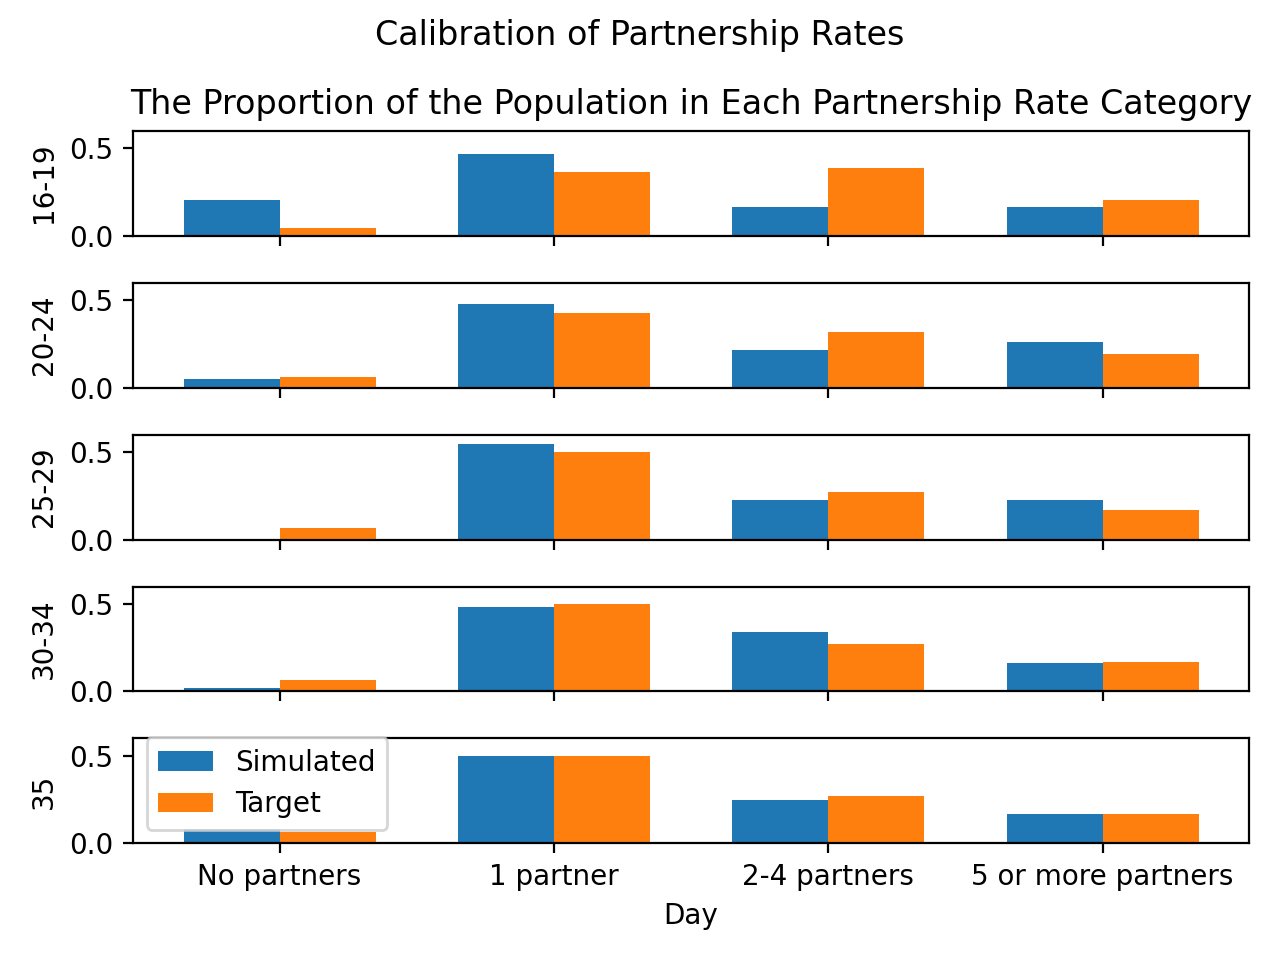 Calibration of Partnership Rates
The Proportion of the Population in Each Partnership Rate Category
0.5
0.0
16-19
0.5
0.0
20-24
0.5
0.0
25-29
0.5
0.0
30-34
0.5
0.0
35
Simulated
Target
No partners 1 partner 2-4 partners 5 or more partners
Day